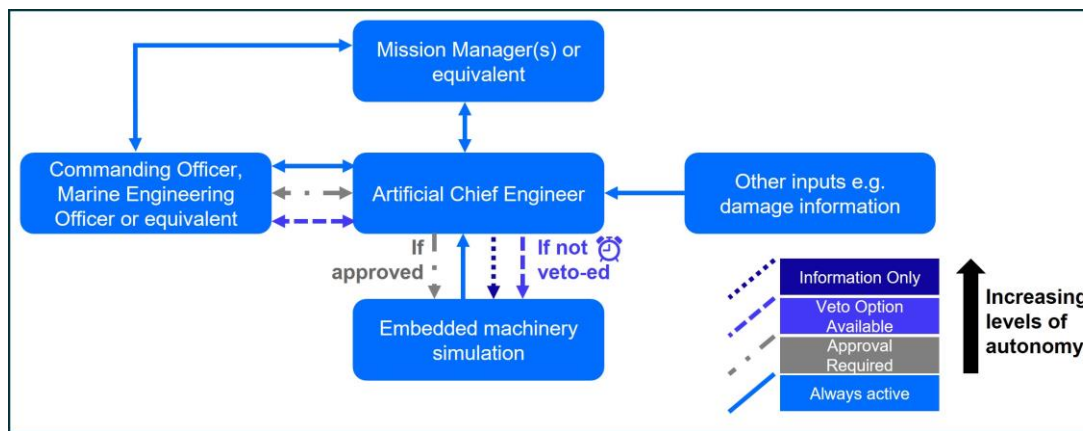 Mission Manager(s) or
equivalent
Commanding Officer,
Marine Engineering
Officer or equivalent
Artificial Chief Engineer
Other inputs e.g.
damage information
If
approved
If not
veto-ed
Embedded machinery
simulation
Information Only
Veto Option
Available
Approval
Required
Always active
Increasing
levels of
autonomy